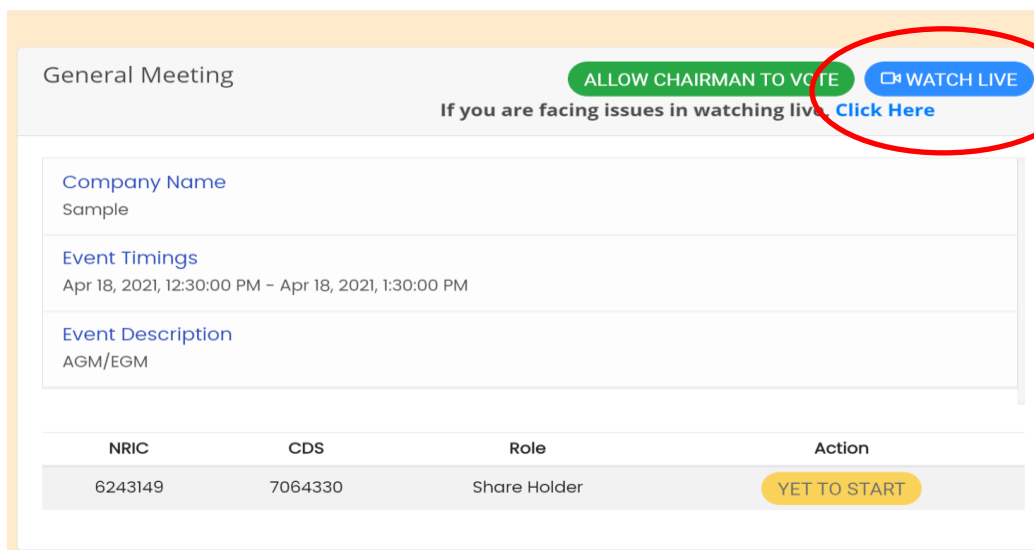 General Meeting
ALLOW CHAIRMAN TO VOTE
WATCH LIVE
If you are facing issues in watching live, Click Here
Company Name
Sample
Event Timings
Apr 18, 2021, 12:30:00 PM - Apr 18, 2021, 1:30:00 PM
Event Description
AGM/EGM
NRIC CDS Role Action
6243149 7064330 Share Holder YET TO START